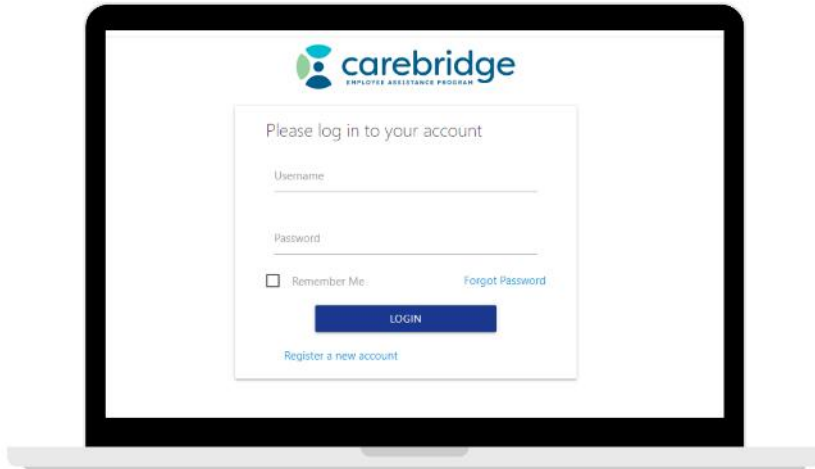 carebridge
EMPLOYEE ASSISTANCE PROGRAM
Please log in to your account
Username
Password
Remember Me Forgot Password
LOGIN
Register a new account